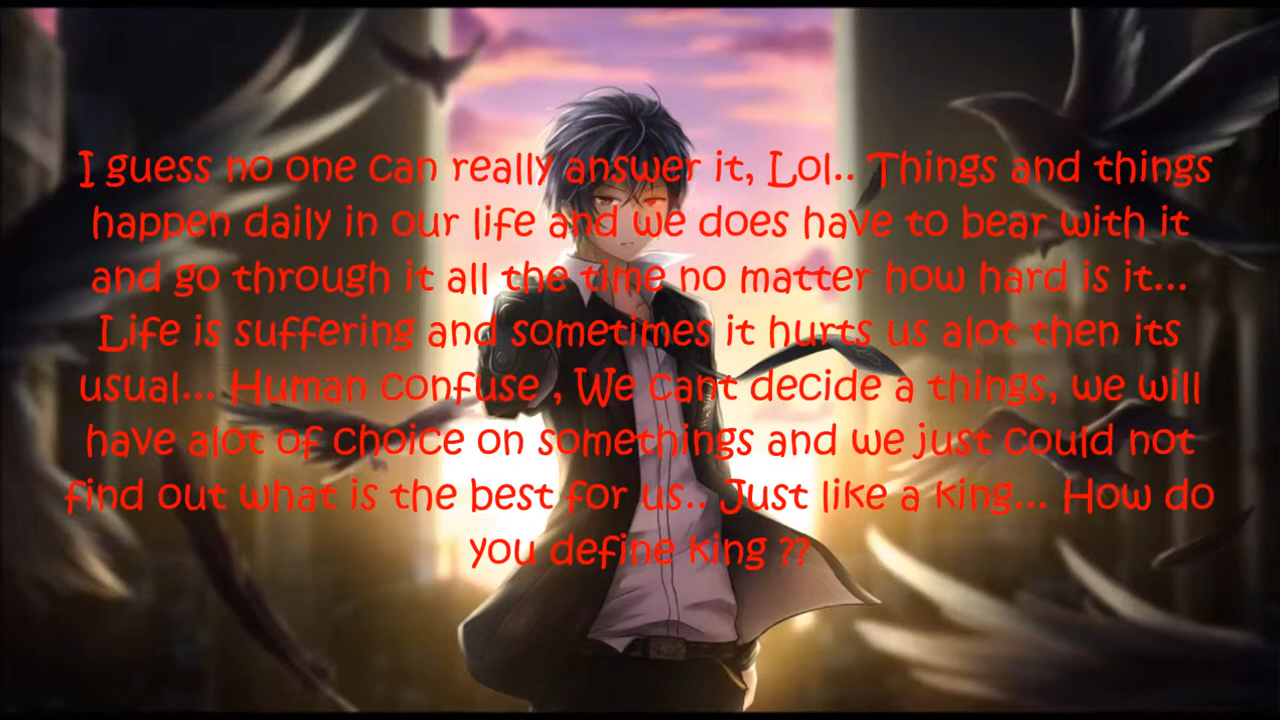 I guess no one can really answer it, Lol.. Things and things
happen daily in our life and we does have to bear with it
and go through it all the time no matter how hard is it...
Life is suffering and sometimes it hurts us alot then its
usual... Human confuse , We cant decide a things, we will
have alot of choice on somethings and we just could not
find out what is the best for us.. Just like a king... How do
you define king ??